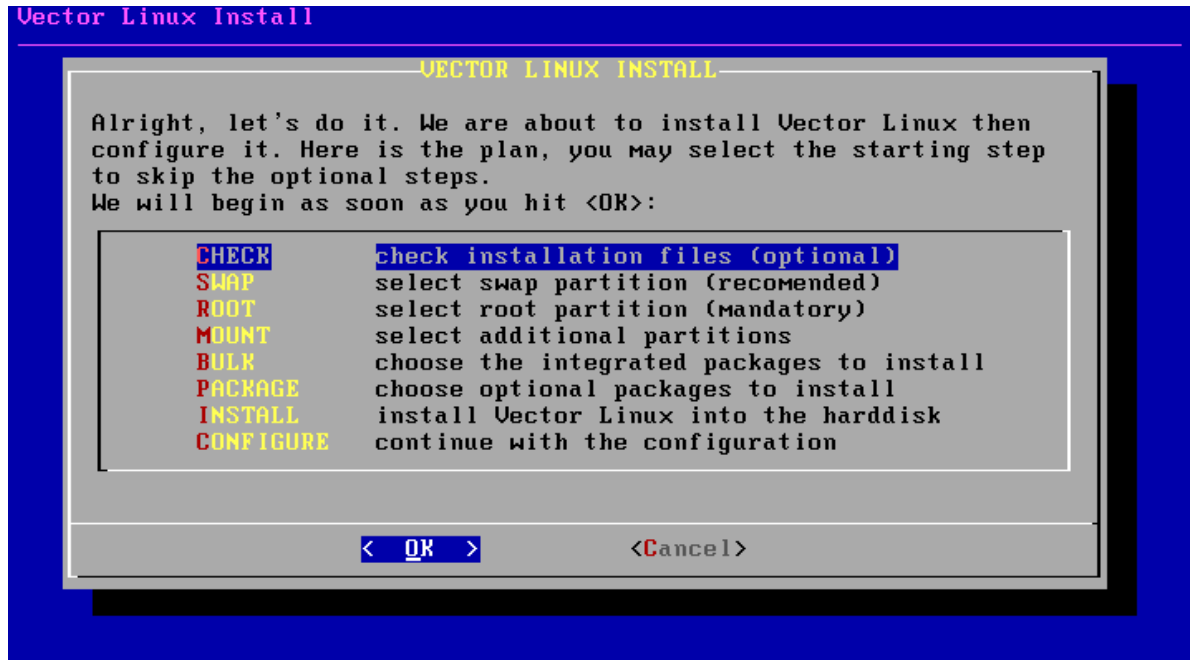 Vector Linux Install
VECTOR LINUX INSTALL
Alright, let's do it. We are about to install Vector Linux then
configure it. Here is the plan, you may select the starting step
to skip the optional steps.
We will begin as soon as you hit <OK>:
CHECK check installation files (optional)
SWAP select swap partition (recomended)
ROOT select root partition (mandatory)
MOUNT select additional partitions
BULK choose the integrated packages to install
PACKAGE choose optional packages to install
INSTALL install Vector Linux into the harddisk
CONFIGURE continue with the configuration
< OK > <Cancel>